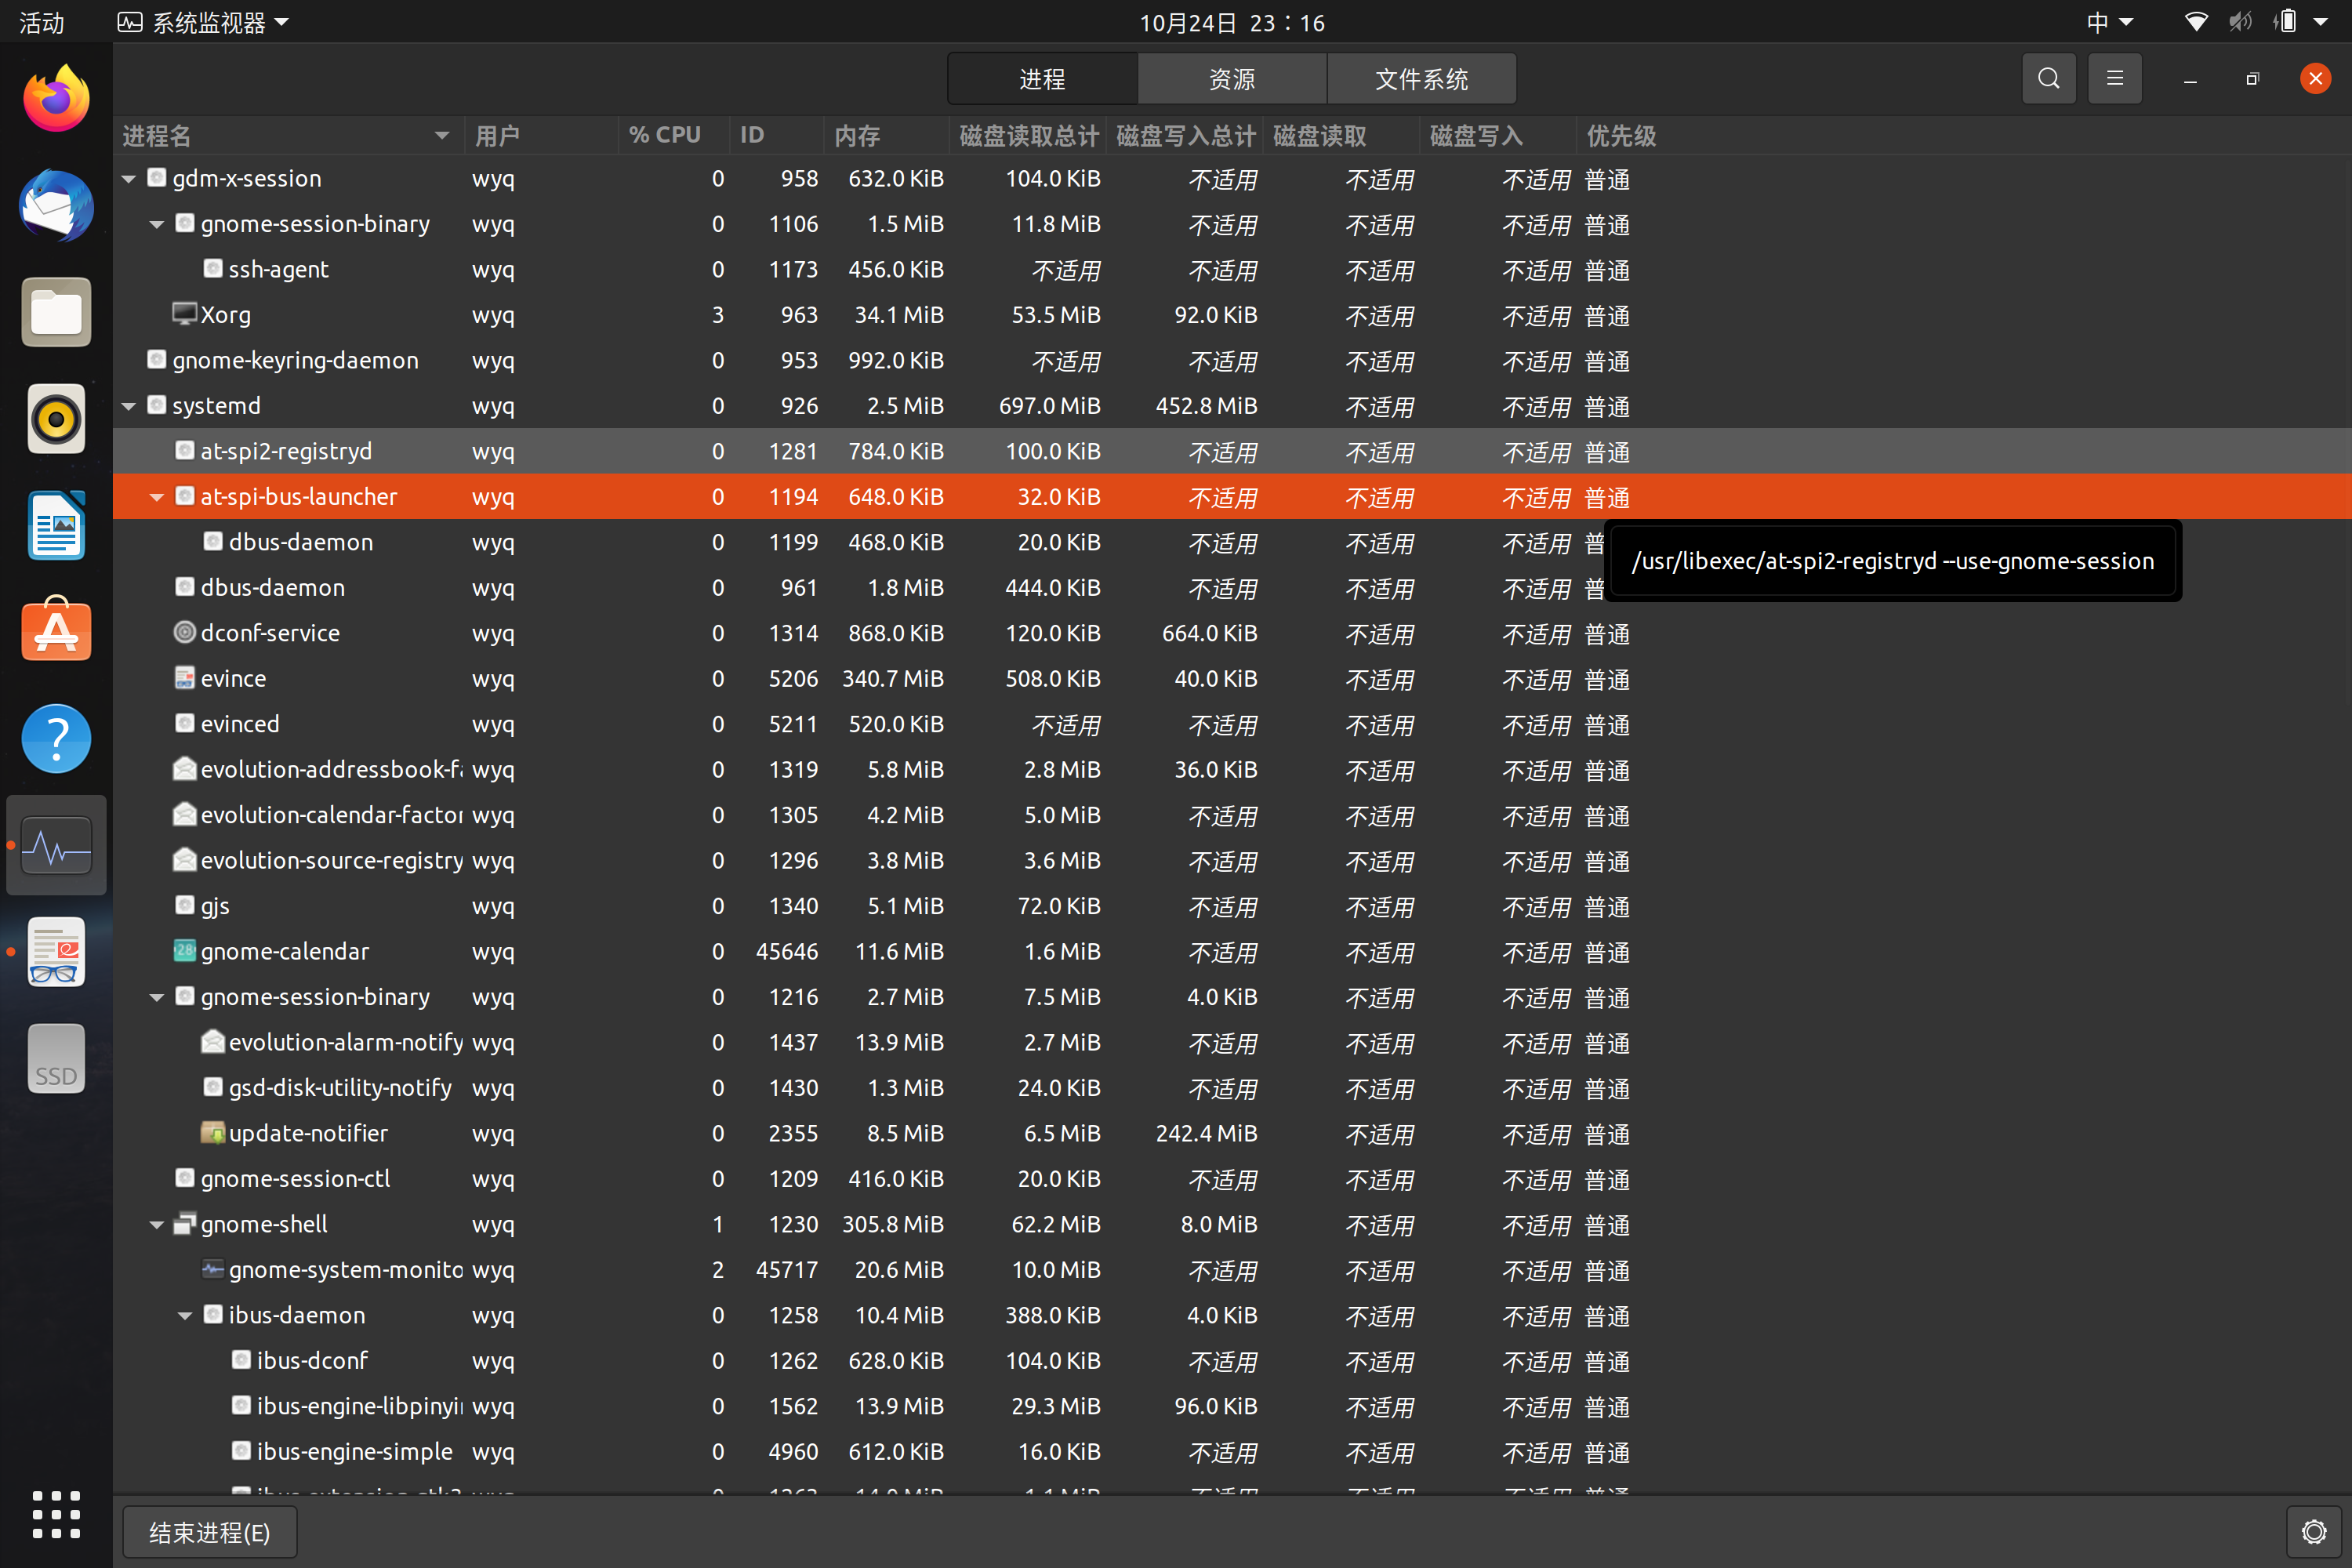 活动 系统监视器 10月24日 23：16 中
进程 资源 文件系统
进程名 用户 % CPU ID 内存 磁盘读取总计 磁盘写入总计 磁盘读取 磁盘写入 优先级
gdm-x-session wyq 0 958 632.0 KiB 104.0 KiB 不适用 不适用 不适用 普通
gnome-session-binary wyq 0 1106 1.5 MiB 11.8 MiB 不适用 不适用 不适用 普通
ssh-agent wyq 0 1173 456.0 KiB 不适用 不适用 不适用 不适用 普通
Xorg wyq 3 963 34.1 MiB 53.5 MiB 92.0 KiB 不适用 不适用 普通
gnome-keyring-daemon wyq 0 953 992.0 KiB 不适用 不适用 不适用 不适用 普通
systemd wyq 0 926 2.5 MiB 697.0 MiB 452.8 MiB 不适用 不适用 普通
at-spi2-registryd wyq 0 1281 784.0 KiB 100.0 KiB 不适用 不适用 不适用 普通
at-spi-bus-launcher wyq 0 1194 648.0 KiB 32.0 KiB 不适用 不适用 不适用 普通
dbus-daemon wyq 0 1199 468.0 KiB 20.0 KiB 不适用 不适用 不适用 普
/usr/libexec/at-spi2-registryd --use-gnome-session
dbus-daemon wyq 0 961 1.8 MiB 444.0 KiB 不适用 不适用 不适用 普
dconf-service wyq 0 1314 868.0 KiB 120.0 KiB 664.0 KiB 不适用 不适用 普通
evince wyq 0 5206 340.7 MiB 508.0 KiB 40.0 KiB 不适用 不适用 普通
evinced wyq 0 5211 520.0 KiB 不适用 不适用 不适用 不适用 普通
evolution-addressbook-fa wyq 0 1319 5.8 MiB 2.8 MiB 36.0 KiB 不适用 不适用 普通
evolution-calendar-factor wyq 0 1305 4.2 MiB 5.0 MiB 不适用 不适用 不适用 普通
evolution-source-registry wyq 0 1296 3.8 MiB 3.6 MiB 不适用 不适用 不适用 普通
gjs wyq 0 1340 5.1 MiB 72.0 KiB 不适用 不适用 不适用 普通
gnome-calendar wyq 0 45646 11.6 MiB 1.6 MiB 不适用 不适用 不适用 普通
gnome-session-binary wyq 0 1216 2.7 MiB 7.5 MiB 4.0 KiB 不适用 不适用 普通
evolution-alarm-notify wyq 0 1437 13.9 MiB 2.7 MiB 不适用 不适用 不适用 普通
gsd-disk-utility-notify wyq 0 1430 1.3 MiB 24.0 KiB 不适用 不适用 不适用 普通
update-notifier wyq 0 2355 8.5 MiB 6.5 MiB 242.4 MiB 不适用 不适用 普通
gnome-session-ctl wyq 0 1209 416.0 KiB 20.0 KiB 不适用 不适用 不适用 普通
gnome-shell wyq 1 1230 305.8 MiB 62.2 MiB 8.0 MiB 不适用 不适用 普通
gnome-system-monito wyq 2 45717 20.6 MiB 10.0 MiB 不适用 不适用 不适用 普通
ibus-daemon wyq 0 1258 10.4 MiB 388.0 KiB 4.0 KiB 不适用 不适用 普通
ibus-dconf wyq 0 1262 628.0 KiB 104.0 KiB 不适用 不适用 不适用 普通
ibus-engine-libpinyin wyq 0 1562 13.9 MiB 29.3 MiB 96.0 KiB 不适用 不适用 普通
ibus-engine-simple wyq 0 4960 612.0 KiB 16.0 KiB 不适用 不适用 不适用 普通
SSD
结束进程(E)